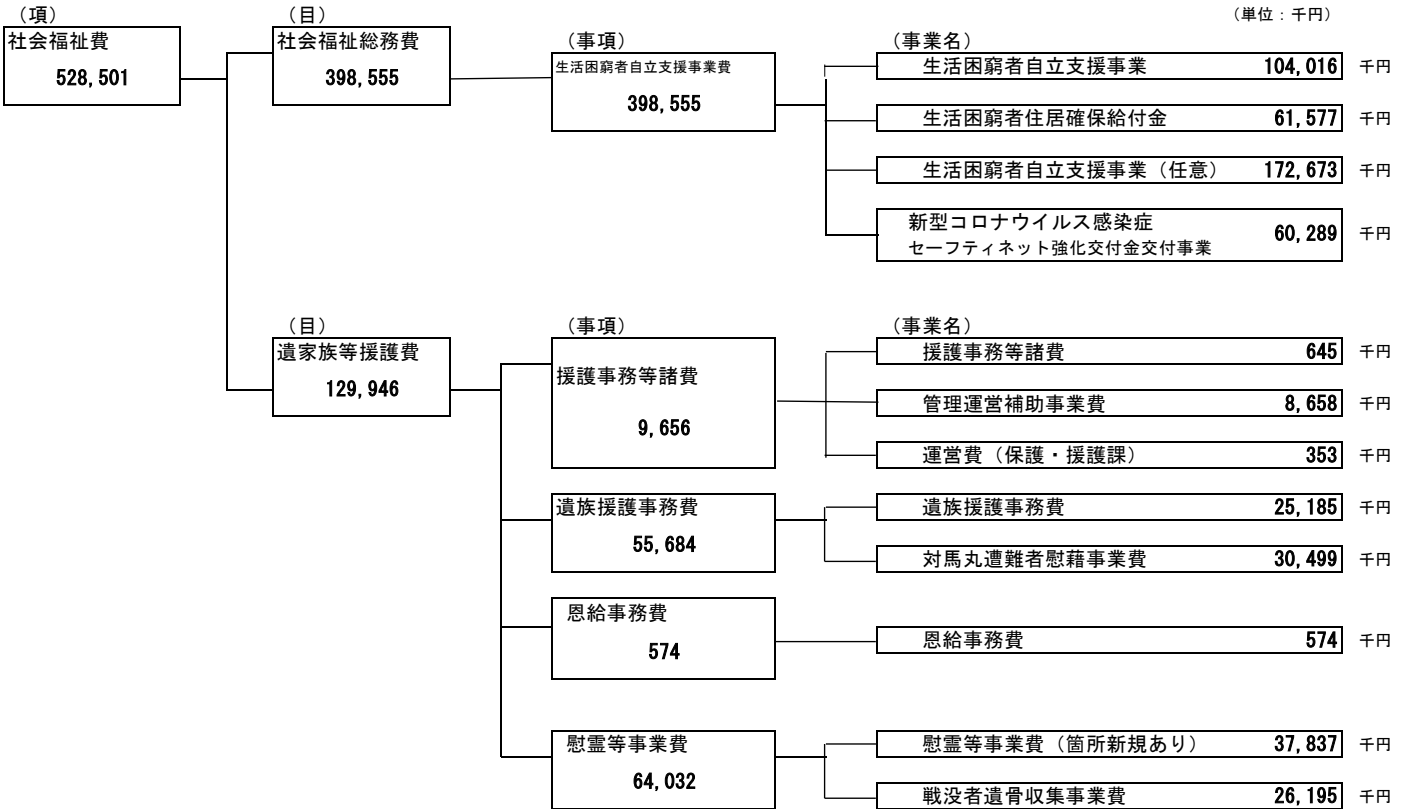 （項）
社会福祉費
528,501
（目）
社会福祉総務費
398,555
（事項）
生活困窮者自立支援事業費
398,555
（単位：千円）
（事業名）
生活困窮者自立支援事業 104,016 千円
生活困窮者住居確保給付金 61,577 千円
生活困窮者自立支援事業（任意） 172,673 千円
新型コロナウイルス感染症
セーフティネット強化交付金交付事業 60,289 千円
（目）
遺家族等援護費
129,946
（事項）
援護事務等諸費
9,656
（事業名）
援護事務等諸費 645 千円
管理運営補助事業費 8,658 千円
運営費（保護・援護課） 353 千円
遺族援護事務費
55,684
遺族援護事務費 25,185 千円
対馬丸遭難者慰藉事業費 30,499 千円
恩給事務費
574
恩給事務費 574 千円
慰霊等事業費
64,032
慰霊等事業費（箇所新規あり） 37,837 千円
戦没者遺骨収集事業費 26,195 千円